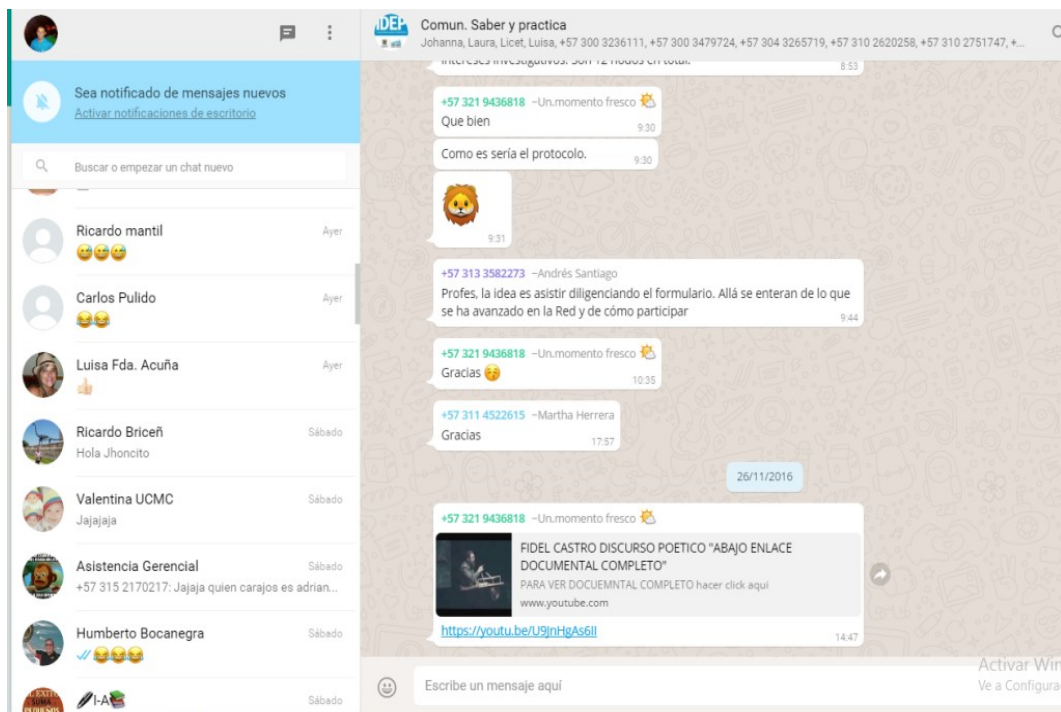 Sea notificado de mensajes nuevos
Activar notificaciones de escritorio
Buscar o empezar un chat nuevo
Ricardo mantil
Ayer
Carlos Pulido
Ayer
Luisa Fda. Acuña
Ayer
Ricardo Briceñ
Sábado
Hola Jhoncito
Valentina UCMC
Sábado
Jajajaja
Asistencia Gerencial
Sábado
+57 315 2170217: Jajaja quien carajos es adrian...
Humberto Bocanegra
Sábado
I-A
Sábado
IDEP
Comun. Saber y practica
Johanna, Laura, Licet, Luisa, +57 300 3236111, +57 300 3479724, +57 304 3265719, +57 310 2620258, +57 310 2751747, +...
intereses investigativos. Son 12 nodos en total.
8:53
+57 321 9436818 ~Un.momento fresco
Que bien
9:30
Como es sería el protocolo.
9:30
9:31
+57 313 3582273 ~Andrés Santiago
Profes, la idea es asistir diligenciando el formulario. Allá se enteran de lo que
se ha avanzado en la Red y de cómo participar
9:44
+57 321 9436818 ~Un.momento fresco
Gracias
10:35
+57 311 4522615 ~Martha Herrera
Gracias
17:57
26/11/2016
+57 321 9436818 ~Un.momento fresco
FIDEL CASTRO DISCURSO POETICO "ABAJO ENLACE
DOCUMENTAL COMPLETO"
PARA VER DOCUEMNTAL COMPLETO hacer click aqui
www.youtube.com
https://youtu.be/U9JnHgAs6lI
14:47
Escribe un mensaje aquí
Activar Win
Ve a Configura